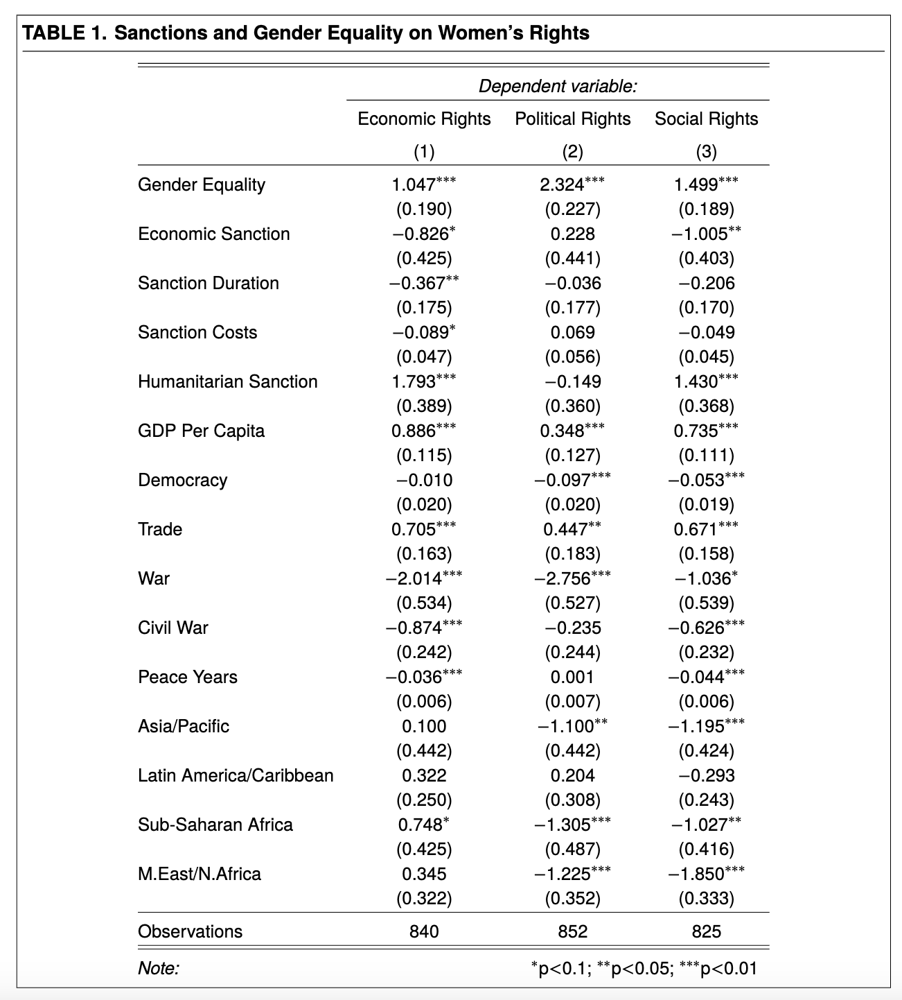 TABLE 1. Sanctions and Gender Equality on Women’s Rights
Dependent variable:
Economic Rights Political Rights Social Rights
(1) (2) (3)
Gender Equality 1.047*** 2.324*** 1.499***
(0.190) (0.227) (0.189)
Economic Sanction −0.826* 0.228 −1.005**
(0.425) (0.441) (0.403)
Sanction Duration −0.367** −0.036 −0.206
(0.175) (0.177) (0.170)
Sanction Costs −0.089* 0.069 −0.049
(0.047) (0.056) (0.045)
Humanitarian Sanction 1.793*** −0.149 1.430***
(0.389) (0.360) (0.368)
GDP Per Capita 0.886*** 0.348*** 0.735***
(0.115) (0.127) (0.111)
Democracy −0.010 −0.097*** −0.053***
(0.020) (0.020) (0.019)
Trade 0.705*** 0.447** 0.671***
(0.163) (0.183) (0.158)
War −2.014*** −2.756*** −1.036*
(0.534) (0.527) (0.539)
Civil War −0.874*** −0.235 −0.626***
(0.242) (0.244) (0.232)
Peace Years −0.036*** 0.001 −0.044***
(0.006) (0.007) (0.006)
Asia/Pacific 0.100 −1.100** −1.195***
(0.442) (0.442) (0.424)
Latin America/Caribbean 0.322 0.204 −0.293
(0.250) (0.308) (0.243)
Sub-Saharan Africa 0.748* −1.305*** −1.027**
(0.425) (0.487) (0.416)
M.East/N.Africa 0.345 −1.225*** −1.850***
(0.322) (0.352) (0.333)
Observations 840 852 825
Note: *p<0.1; **p<0.05; ***p<0.01